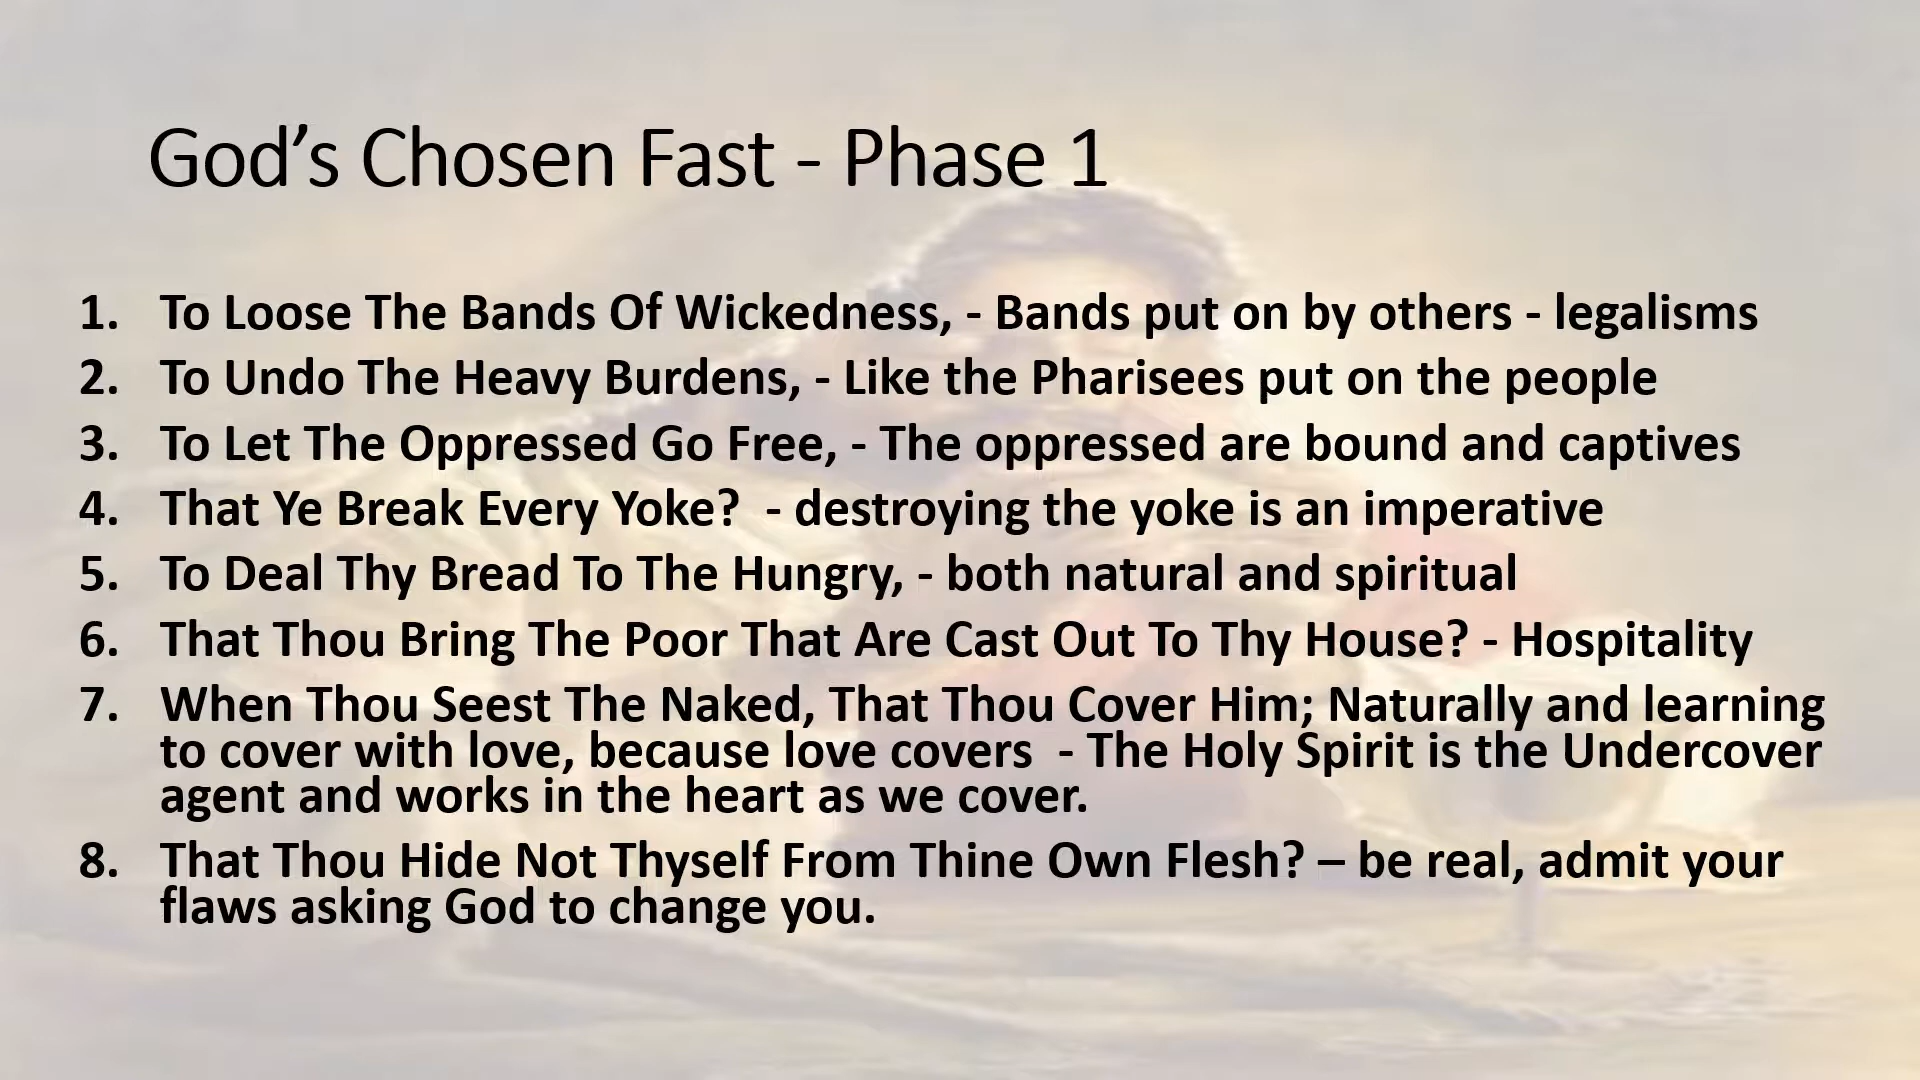 God’s Chosen Fast - Phase 1
1. To Loose The Bands Of Wickedness, - Bands put on by others - legalisms
2. To Undo The Heavy Burdens, - Like the Pharisees put on the people
3. To Let The Oppressed Go Free, - The oppressed are bound and captives
4. That Ye Break Every Yoke?  - destroying the yoke is an imperative
5. To Deal Thy Bread To The Hungry, - both natural and spiritual
6. That Thou Bring The Poor That Are Cast Out To Thy House? - Hospitality
7. When Thou Seest The Naked, That Thou Cover Him; Naturally and learning
to cover with love, because love covers  - The Holy Spirit is the Undercover
agent and works in the heart as we cover.
8. That Thou Hide Not Thyself From Thine Own Flesh? – be real, admit your
flaws asking God to change you.